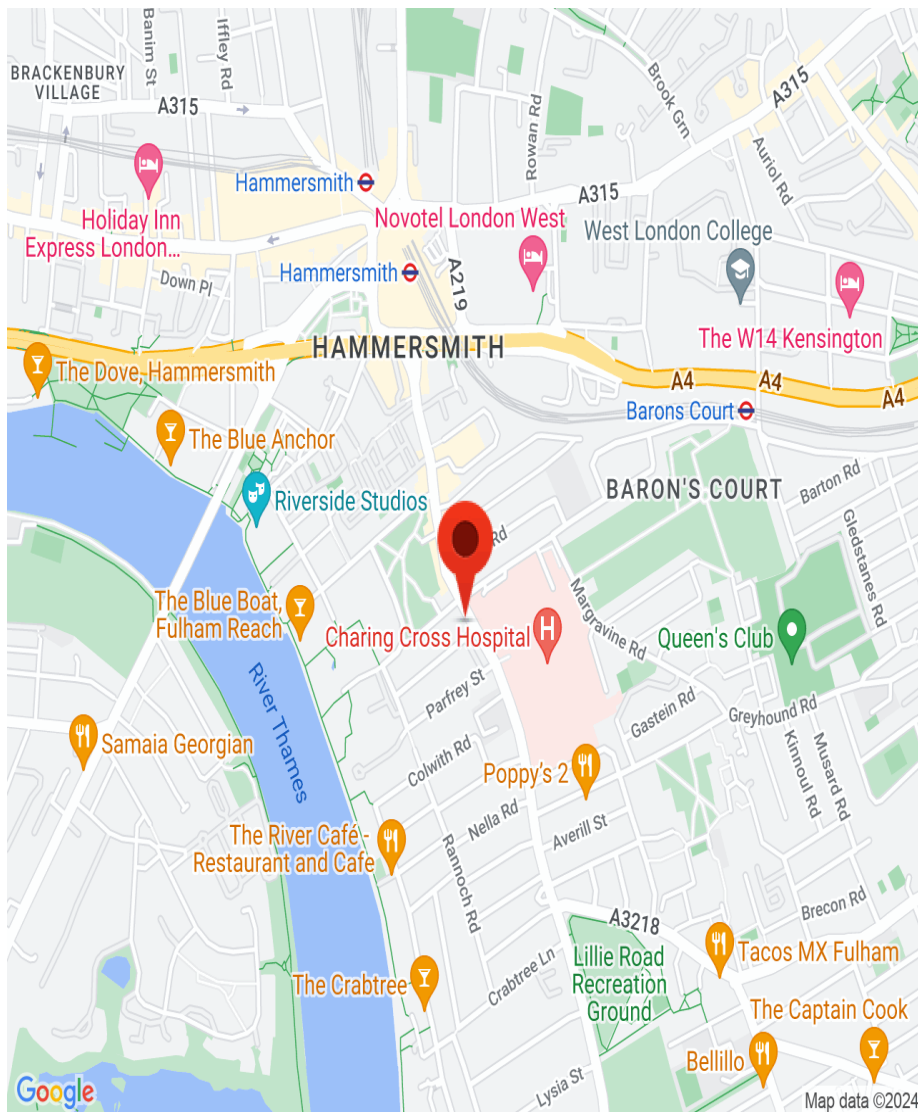 Banim St
Iffley Rd
BRACKENBURY
VILLAGE
A315
A315
Brook Grn
Rowan Rd
Auriol Rd
Hammersmith
A315
Holiday Inn
Express London...
Novotel London West
West London College
Hammersmith
A219
Down Pl
The W14 Kensington
HAMMERSMITH
The Dove, Hammersmith
A4
A4
A4
Barons Court
The Blue Anchor
BARON'S COURT
Barton Rd
Riverside Studios
Gledstanes Rd
Rd
The Blue Boat,
Fulham Reach
Charing Cross Hospital
H
Margravine Rd
Queen's Club
River Thames
Parfrey St
Gastein Rd
Greyhound Rd
Samaia Georgian
Colwith Rd
Kinnoul Rd
Musard Rd
Poppy's 2
Nella Rd
Averill St
The River Café -
Restaurant and Cafe
Rannoch Rd
Brecon Rd
A3218
Crabtree Ln
Lillie Road
Recreation
Ground
Tacos MX Fulham
The Crabtree
The Captain Cook
Bellillo
Lysia St
Google
Map data ©2024